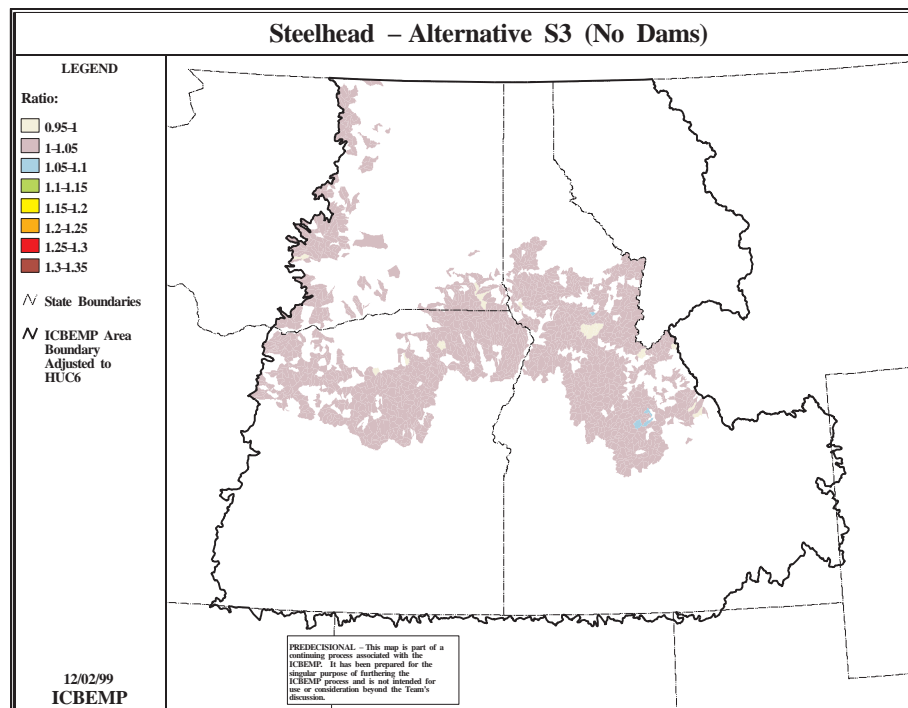 Steelhead – Alternative S3 (No Dams)
LEGEND
Ratio:
0.95–1
1–1.05
1.05–1.1
1.1–1.15
1.15–1.2
1.2–1.25
1.25–1.3
1.3–1.35
State Boundaries
ICBEMP Area
Boundary
Adjusted to
HUC6
12/02/99
ICBEMP
PREDECISIONAL – This map is part of a
continuing process associated with the
ICBEMP. It has been prepared for the
singular purpose of furthering the
ICBEMP process and is not intended for
use or consideration beyond the Team's
discussion.